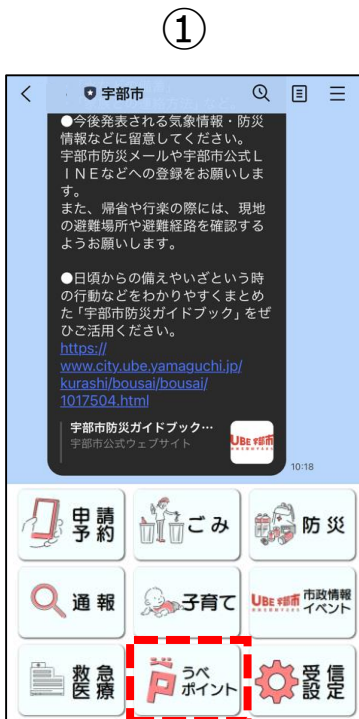 ①
宇部市
●今後発表される気象情報・防災
情報などに留意してください。
宇部市防災メールや宇部市公式L
INEなどへの登録をお願いしま
す。
また、帰省や行楽の際には、現地
の避難場所や避難経路を確認する
ようお願いします。
●日頃からの備えやいざという時
の行動などをわかりやすくまとめ
た「宇部市防災ガイドブック」をぜ
ひご活用ください。
https://
www.city.ube.yamaguchi.jp/
kurashi/bousai/bousai/
1017504.html
宇部市防災ガイドブック…
宇部市公式ウェブサイト
UBE 宇部市
10:18
申請
予約
ごみ
防災
通報
子育て
UBE 宇部市
市政情報
イベント
救急
医療
うべ
ポイント
受信
設定